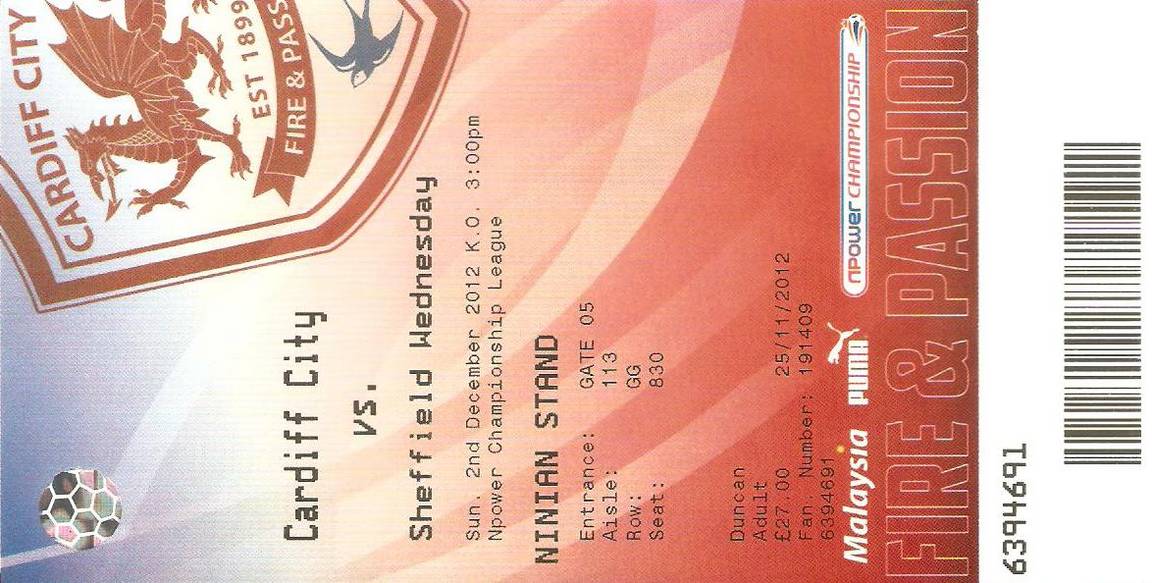 CARDIFF CITY
EST 1899
FIRE & PASS
Cardiff City
vs.
Sheffield Wednesday
Sun. 2nd December 2012 K.O. 3:00pm
Npower Championship League
NINIAN STAND
Entrance: GATE 05
Aisle: 113
Row: GG
Seat: 830
Duncan
Adult
£27.00 25/11/2012
Fan. Number: 191409
6394691
Malaysia PUMA nPower CHAMPIONSHIP
FIRE & PASSION
6394691